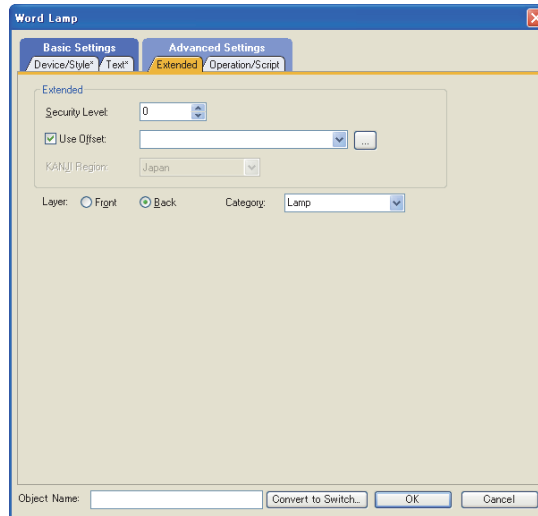 Word Lamp
Basic Settings Advanced Settings
Device/Style* Text* Extended Operation/Script
Extended
Security Level: 0
Use Offset: ...
KANJI Region: Japan
Layer: Front Back Category: Lamp
Object Name: Convert to Switch... OK Cancel